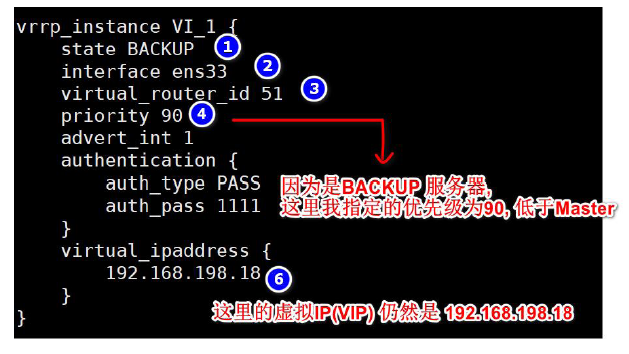 vrrp_instance VI_1 {
state BACKUP ①
interface ens33 ②
virtual_router_id 51 ③
priority 90 ④
advert_int 1
authentication {
auth_type PASS
auth_pass 1111
}
因为是BACKUP 服务器,
这里我指定的优先级为90, 低于Master
virtual_ipaddress {
192.168.198.18 ⑥
}
这里的虚拟IP(VIP) 仍然是 192.168.198.18
}